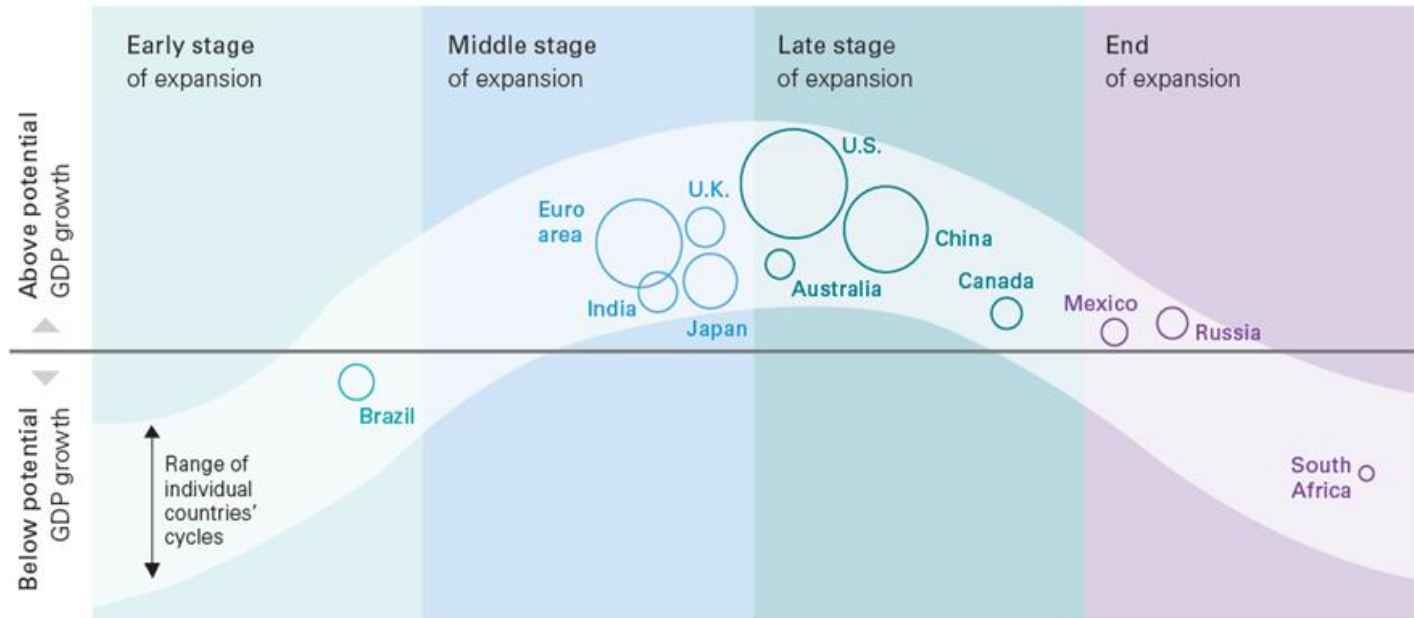 Early stage
of expansion
Middle stage
of expansion
Late stage
of expansion
End
of expansion
Above potential
GDP growth
Below potential
GDP growth
U.S.
U.K.
Euro
area
China
India
Japan
Australia
Canada
Mexico
Russia
Brazil
Range of
individual
countries'
cycles
South
Africa